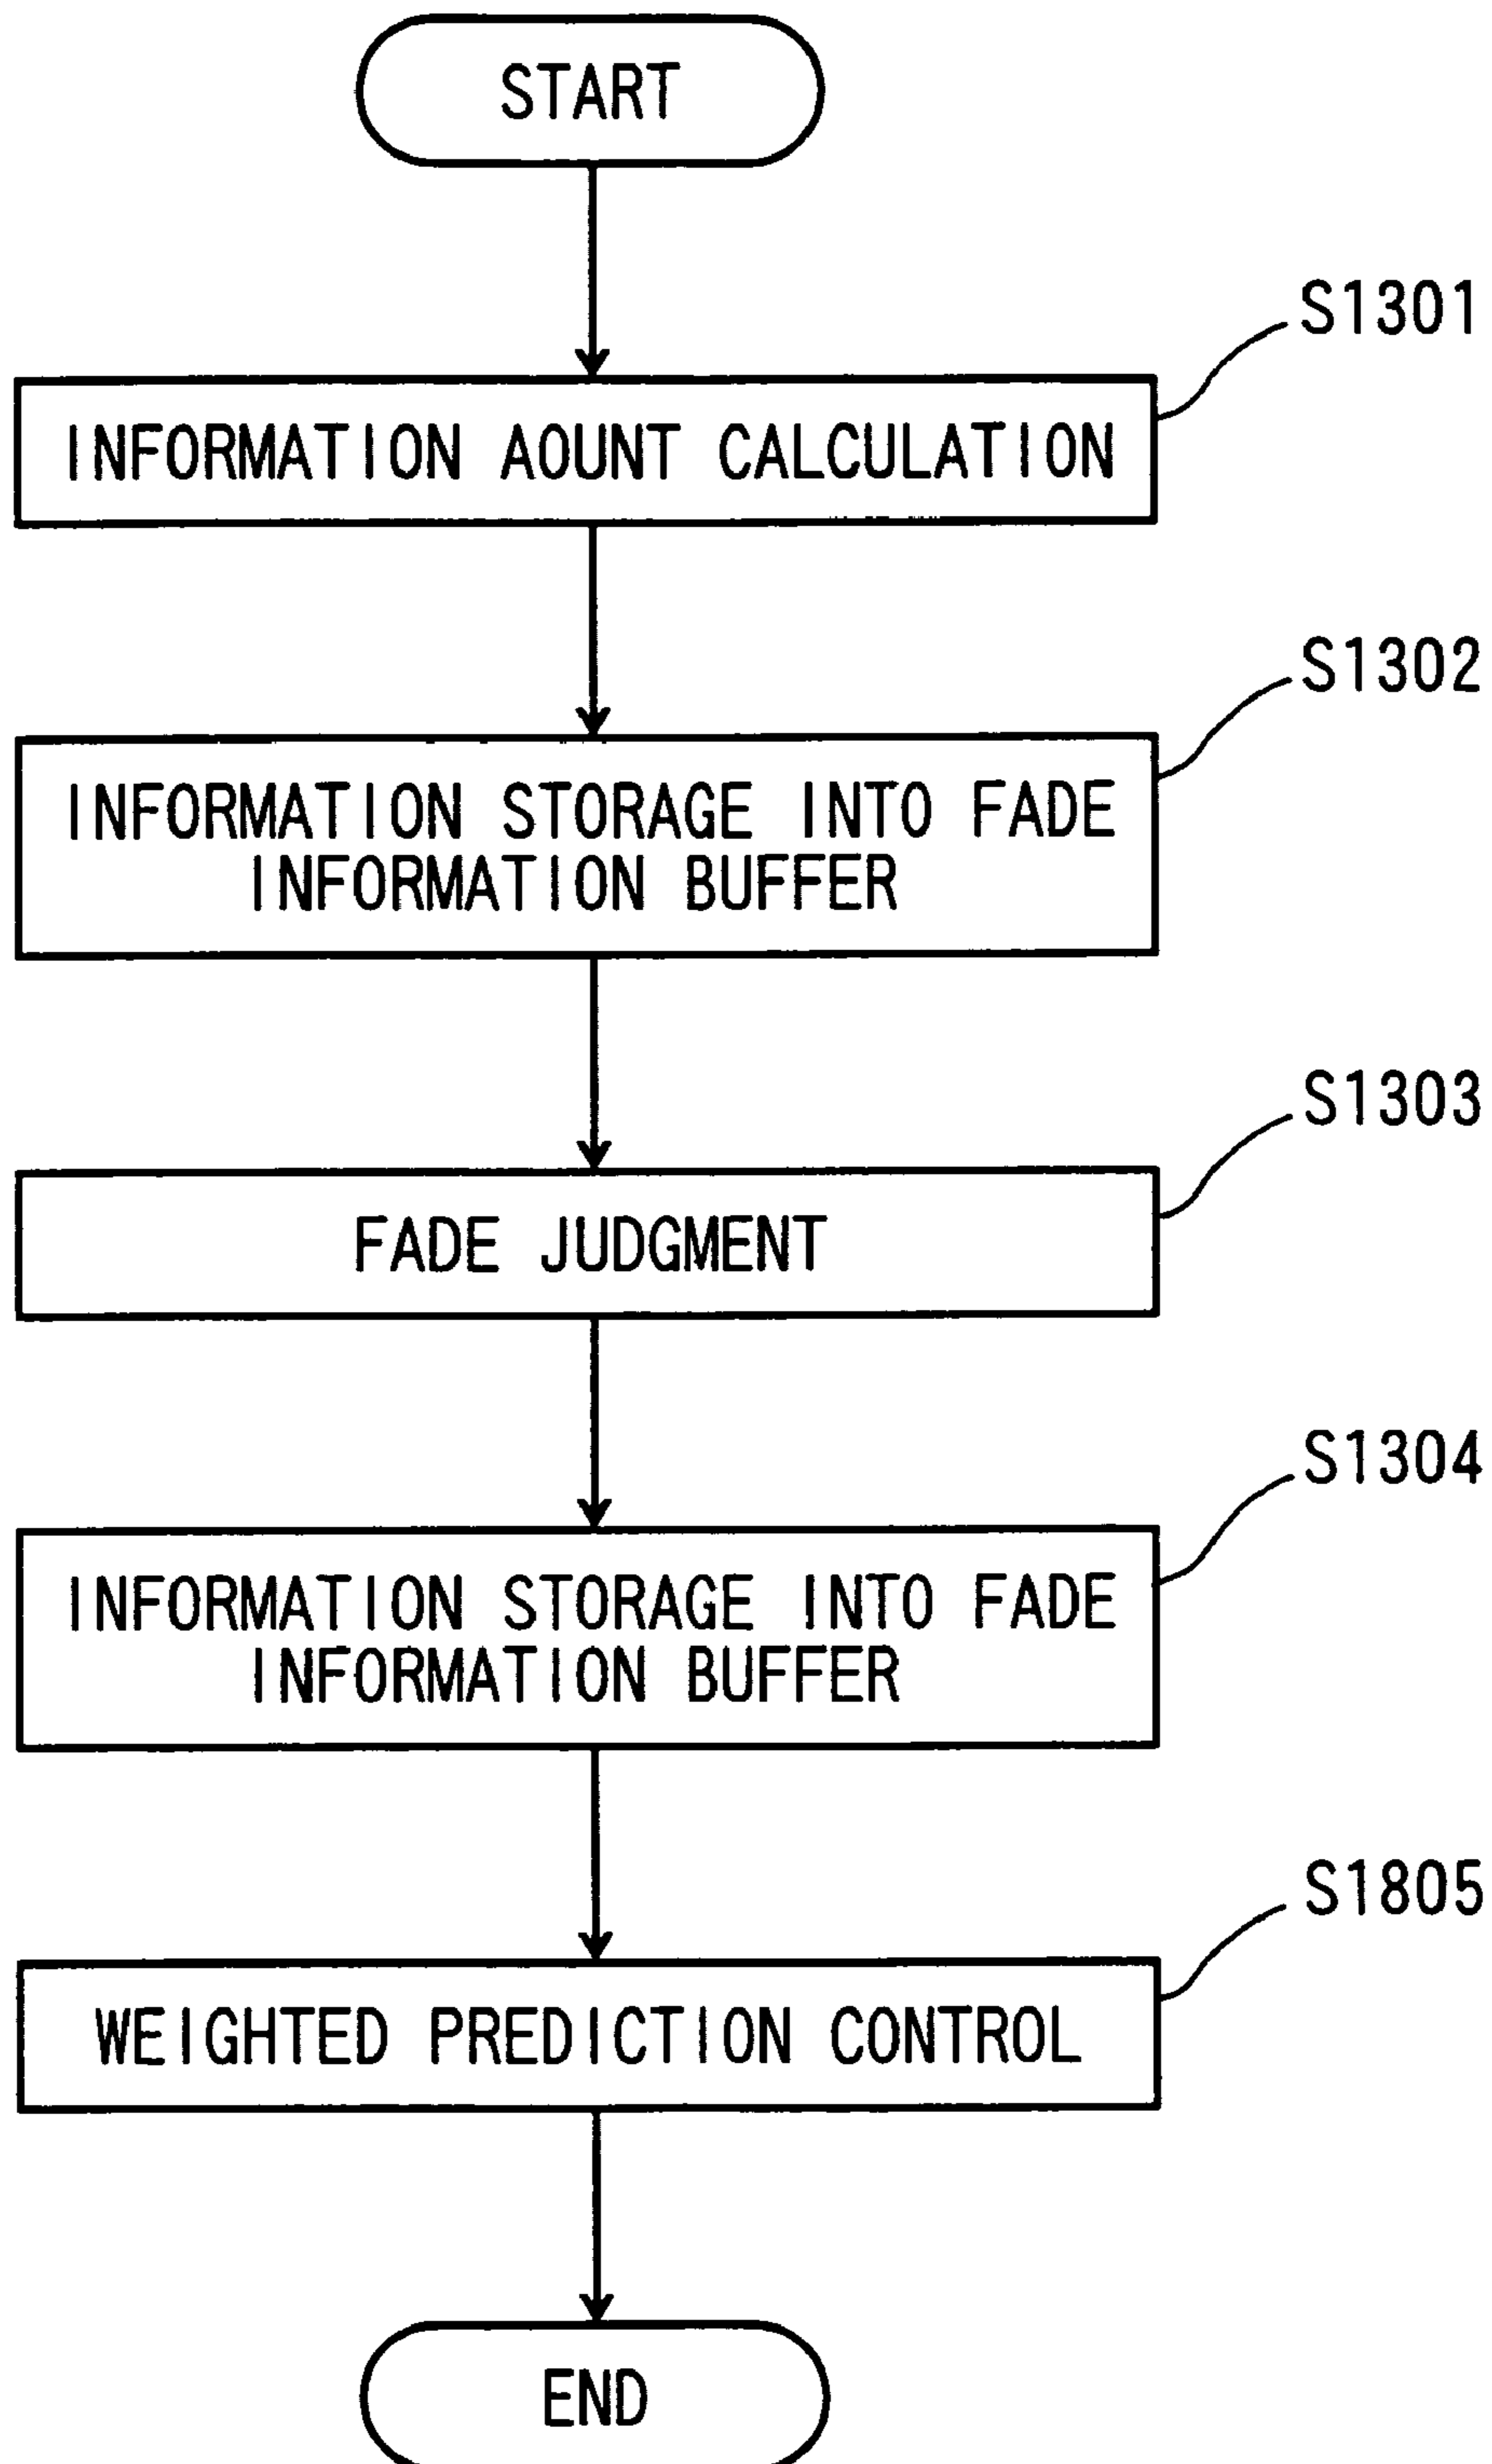 START
S1301
INFORMATION AOUNT CALCULATION
S1302
INFORMATION STORAGE INTO FADE
INFORMATION BUFFER
S1303
FADE JUDGMENT
S1304
INFORMATION STORAGE INTO FADE
INFORMATION BUFFER
S1805
WEIGHTED PREDICTION CONTROL
END